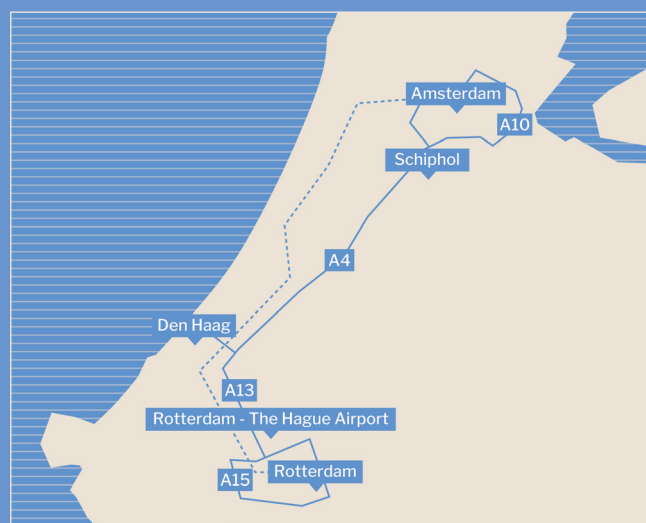 Amsterdam
A10
Schiphol
A4
Den Haag
A13
Rotterdam - The Hague Airport
Rotterdam
A15